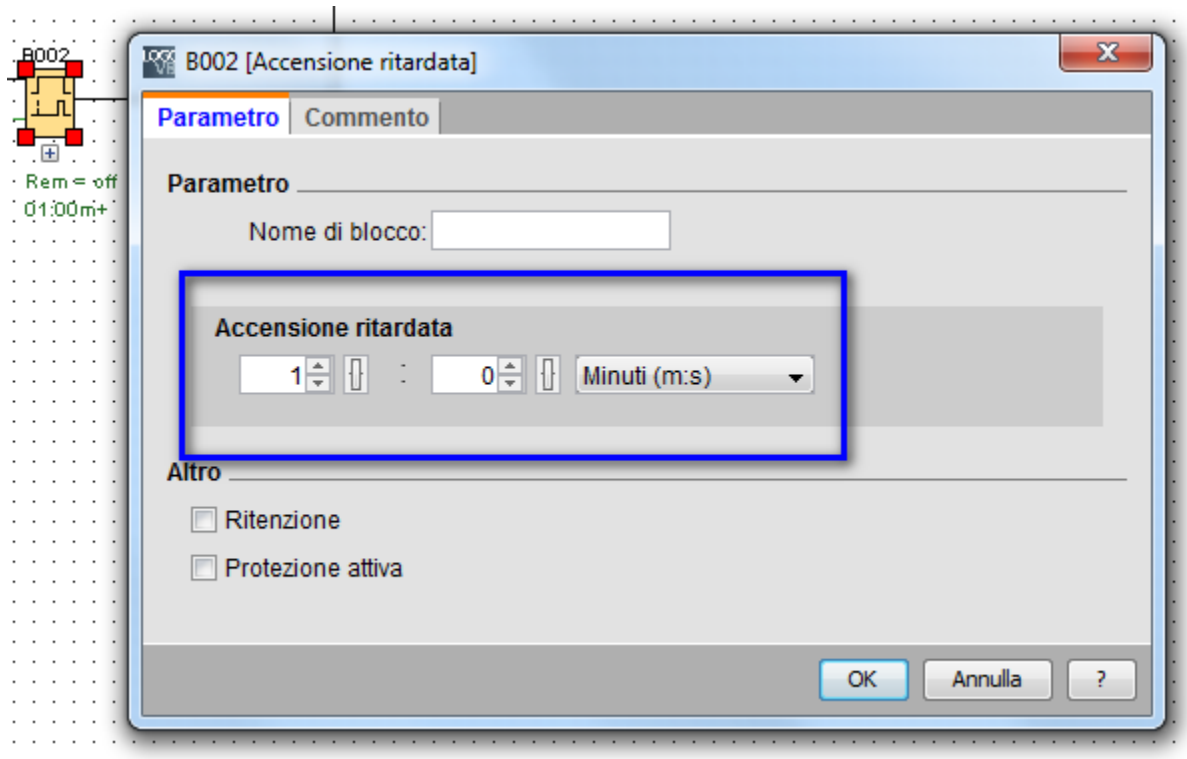 B002
B002 [Accensione ritardata]
Parametro Commento
Rem = off
01:00m+
Parametro
Nome di blocco:
Accensione ritardata
1 : 0 Minuti (m:s)
Altro
Ritenzione
Protezione attiva
OK Annulla ?